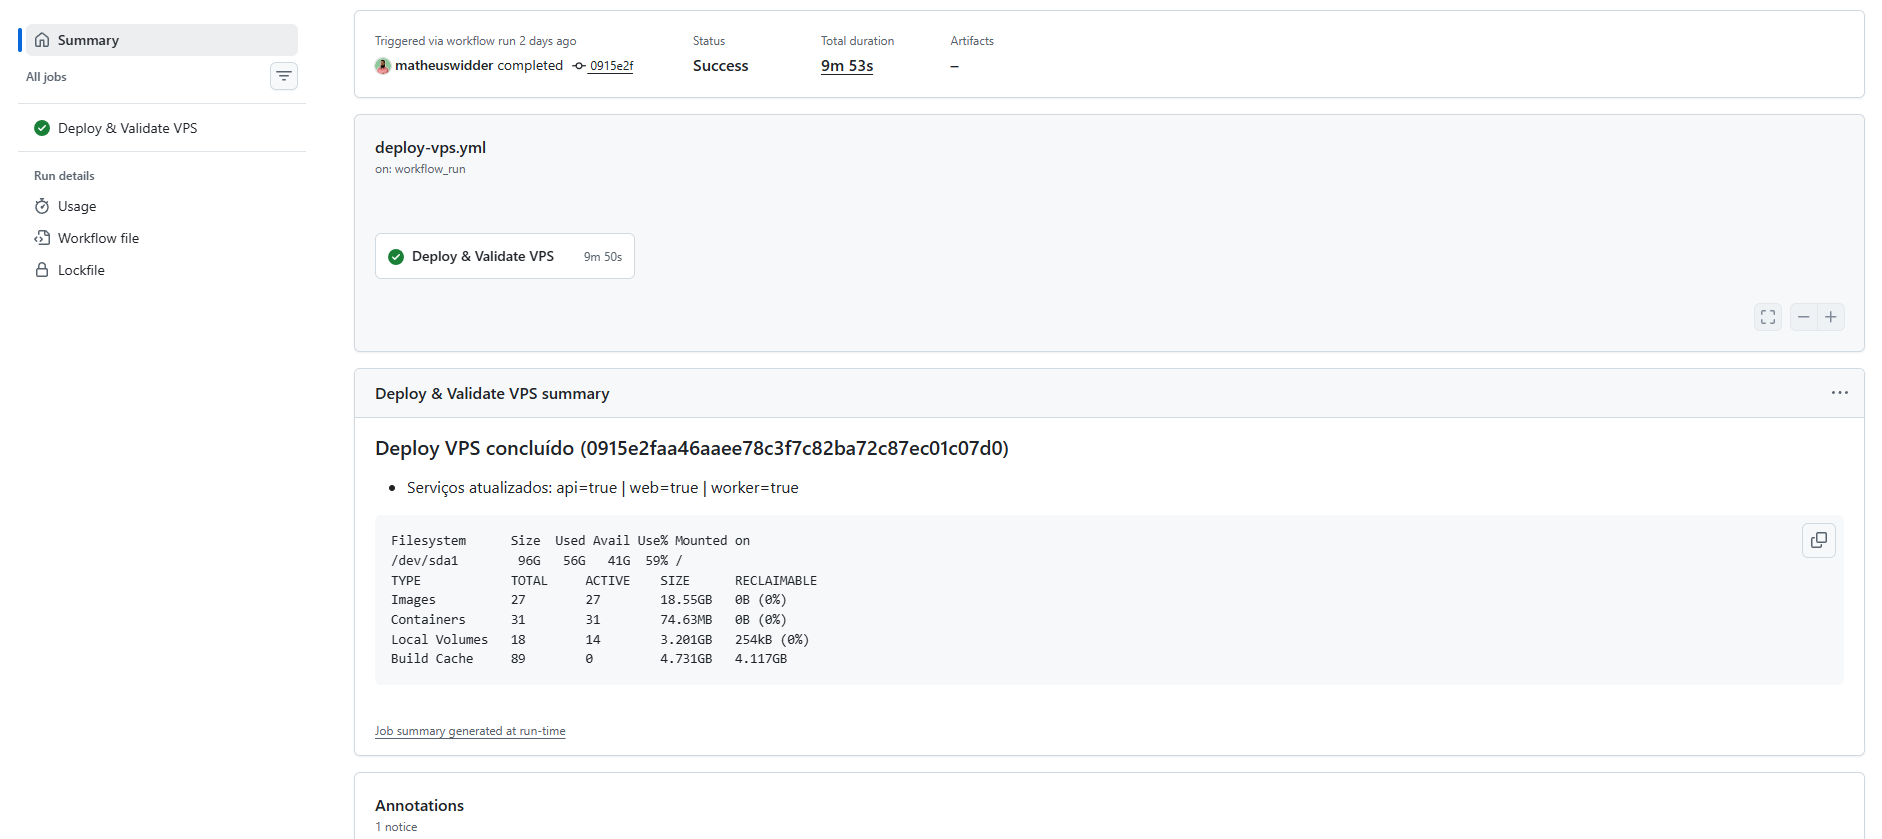 Summary
All jobs
Deploy & Validate VPS
Run details
Usage
Workflow file
Lockfile
Triggered via workflow run 2 days ago
matheuswidder completed 0915e2f
Status
Success
Total duration
9m 53s
Artifacts
–
deploy-vps.yml
on: workflow_run
Deploy & Validate VPS 9m 50s
Deploy & Validate VPS summary
Deploy VPS concluído (0915e2faa46aaee78c3f7c82ba72c87ec01c07d0)
Serviços atualizados: api=true | web=true | worker=true
Filesystem      Size  Used Avail Use% Mounted on
/dev/sda1        96G   56G   41G  59% /
TYPE            TOTAL     ACTIVE    SIZE      RECLAIMABLE
Images          27        27        18.55GB   0B (0%)
Containers      31        31        74.63MB   0B (0%)
Local Volumes   18        14        3.201GB   254kB (0%)
Build Cache     89        0         4.731GB   4.117GB
Job summary generated at run-time
Annotations
1 notice